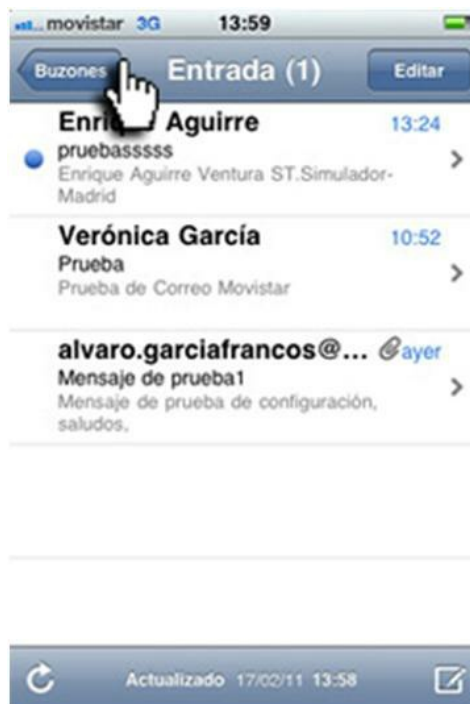 movistar 3G 13:59
Buzones Entrada (1) Editar
Aguirre 13:24
pruebasssss
Enrique Aguirre Ventura ST.Simulador-
Madrid
Verónica García 10:52
Prueba
Prueba de Correo Movistar
alvaro.garciafrancos@... ayer
Mensaje de prueba1
Mensaje de prueba de configuración,
saludos,
Actualizado 17/02/11 13:58